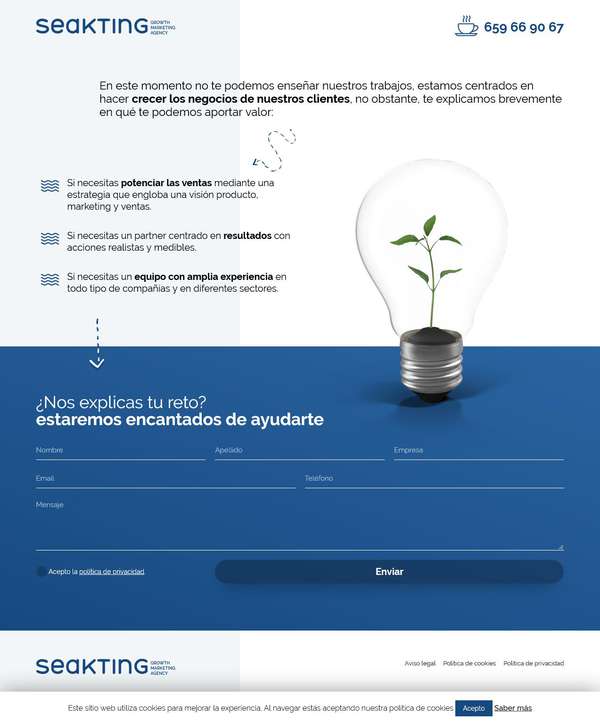 seakting GROWTH
MARKETING
AGENCY
659 66 90 67
En este momento no te podemos enseñar nuestros trabajos, estamos centrados en
hacer crecer los negocios de nuestros clientes, no obstante, te explicamos brevemente
en qué te podemos aportar valor:
Si necesitas potenciar las ventas mediante una
estrategia que engloba una visión producto,
marketing y ventas.
Si necesitas un partner centrado en resultados con
acciones realistas y medibles.
Si necesitas un equipo con amplia experiencia en
todo tipo de compañias y en diferentes sectores.
¿Nos explicas tu reto?
estaremos encantados de ayudarte
Nombre
Apellido
Empresa
Email
Teléfono
Mensaje
Acepto la política de privacidad
Enviar
seakting GROWTH
MARKETING
AGENCY
Aviso legal Política de cookies Política de privacidad
Este sitio web utiliza cookies para mejorar la experiencia. Al navegar estás aceptando nuestra política de cookies Acepto Saber más